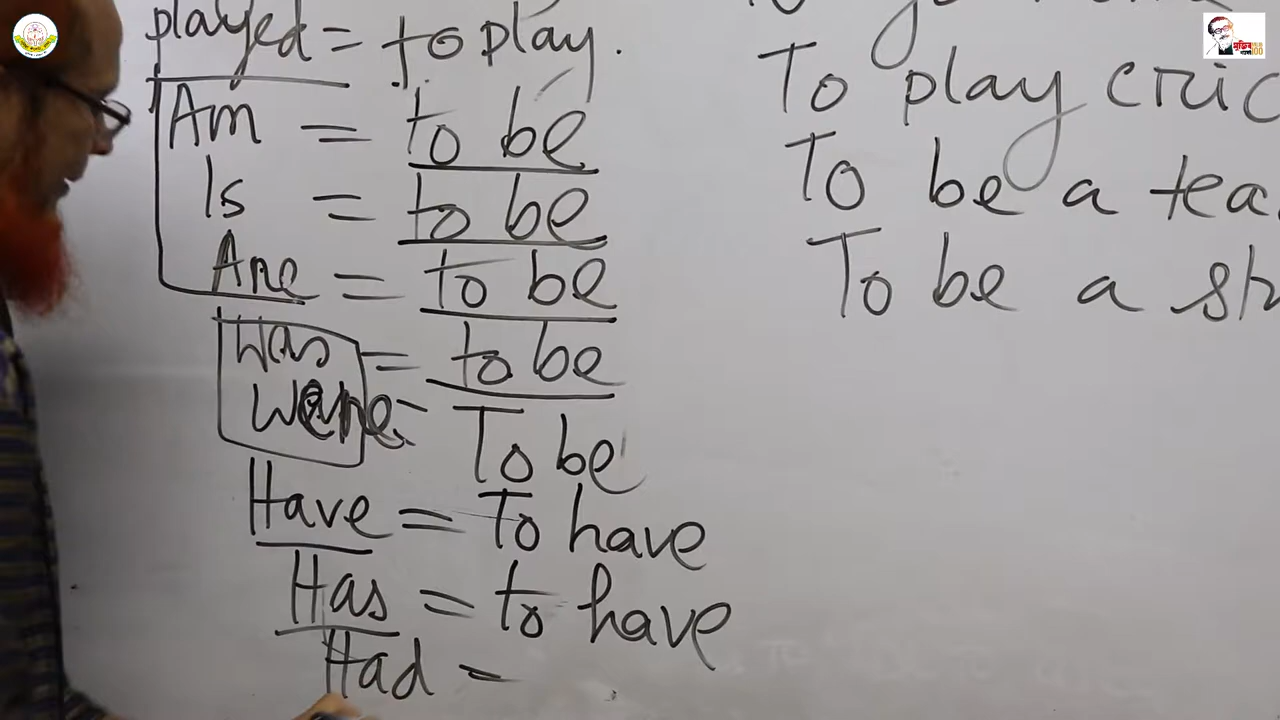 played = to play.
Am = to be
Is = to be
Are = to be
Was = to be
Were = To be
Have = To have
Has = to have
Had =
To play cric
To be a tea
To be a st
100